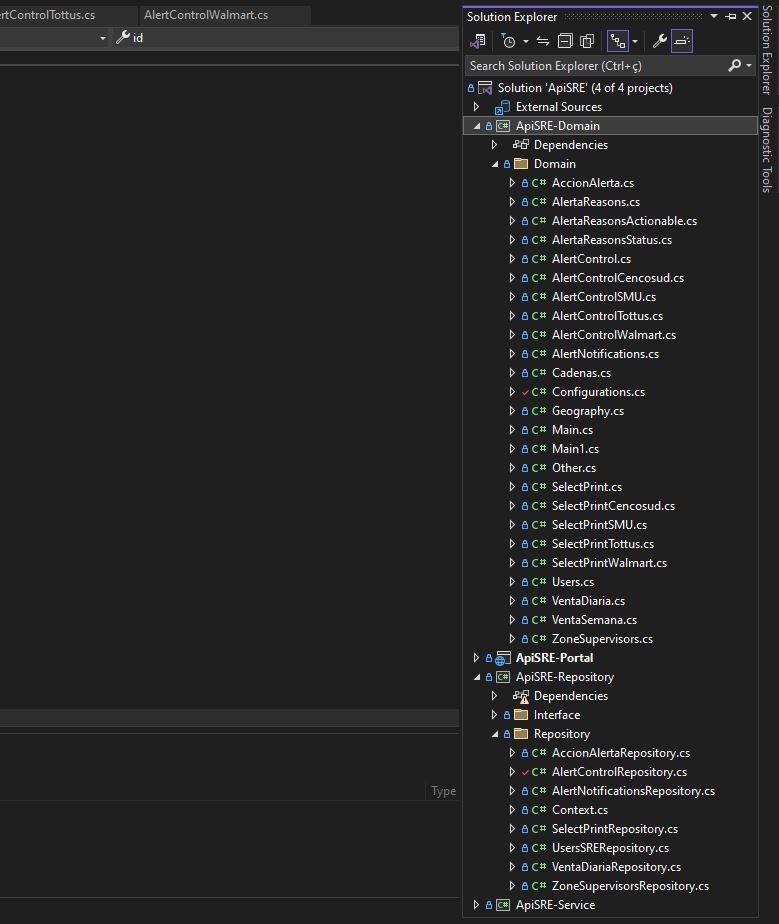 ertControlTottus.cs
AlertControlWalmart.cs
id
Type
Solution Explorer
Search Solution Explorer (Ctrl+ç)
Solution 'ApiSRE' (4 of 4 projects)
External Sources
C# ApiSRE-Domain
Dependencies
Domain
C# AccionAlerta.cs
C# AlertaReasons.cs
C# AlertaReasonsActionable.cs
C# AlertaReasonsStatus.cs
C# AlertControl.cs
C# AlertControlCencosud.cs
C# AlertControlSMU.cs
C# AlertControlTottus.cs
C# AlertControlWalmart.cs
C# AlertNotifications.cs
C# Cadenas.cs
C# Configurations.cs
C# Geography.cs
C# Main.cs
C# Main1.cs
C# Other.cs
C# SelectPrint.cs
C# SelectPrintCencosud.cs
C# SelectPrintSMU.cs
C# SelectPrintTottus.cs
C# SelectPrintWalmart.cs
C# Users.cs
C# VentaDiaria.cs
C# VentaSemana.cs
C# ZoneSupervisors.cs
ApiSRE-Portal
C# ApiSRE-Repository
Dependencies
Interface
Repository
C# AccionAlertaRepository.cs
C# AlertControlRepository.cs
C# AlertNotificationsRepository.cs
C# Context.cs
C# SelectPrintRepository.cs
C# UsersSRERepository.cs
C# VentaDiariaRepository.cs
C# ZoneSupervisorsRepository.cs
C# ApiSRE-Service
Solution Explorer
Diagnostic Tools